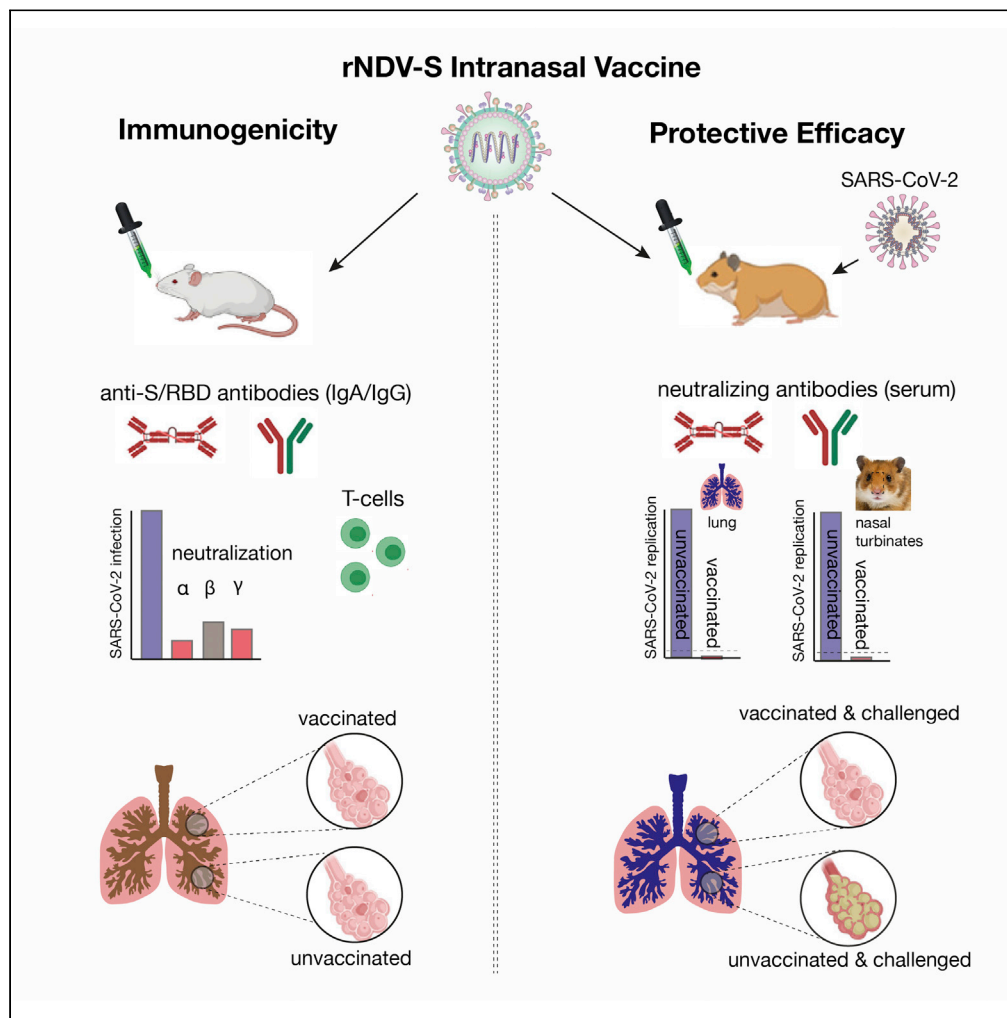 rNDV-S Intranasal Vaccine
Immunogenicity
Protective Efficacy
SARS-CoV-2
anti-S/RBD antibodies (IgA/IgG)
T-cells
SARS-CoV-2 infection
neutralization
α β γ
vaccinated
unvaccinated
neutralizing antibodies (serum)
lung
SARS-CoV-2 replication
unvaccinated
vaccinated
nasal
turbinates
SARS-CoV-2 replication
unvaccinated
vaccinated
vaccinated & challenged
unvaccinated & challenged